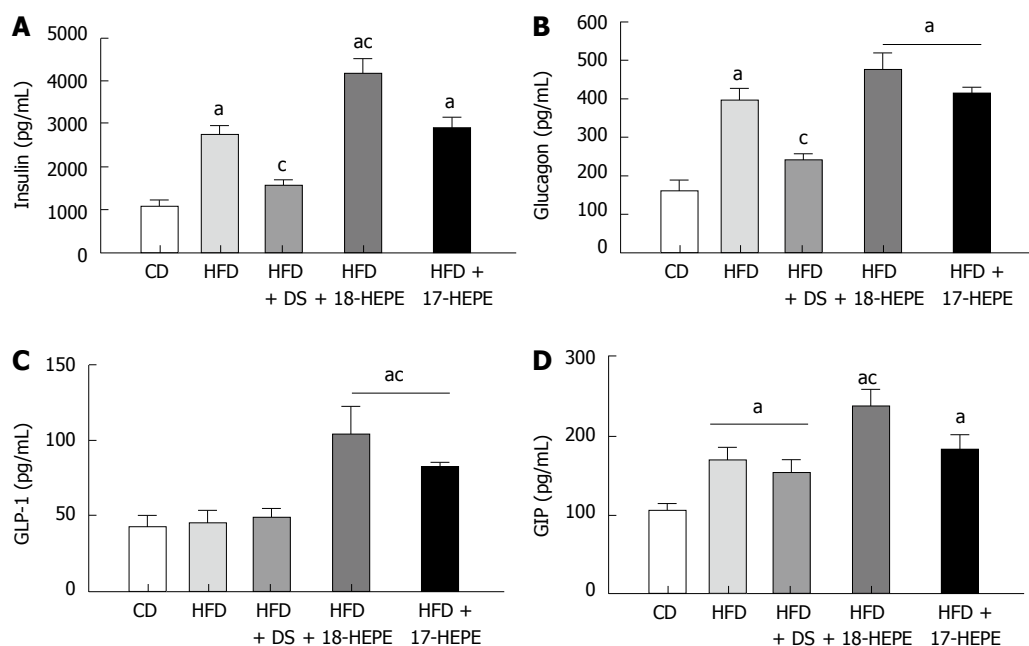 A
Insulin (pg/mL)
5000
4000
3000
2000
1000
0
a
c
ac
a
CD HFD HFD HFD HFD +
+ DS + 18-HEPE 17-HEPE
B
Glucagon (pg/mL)
600
500
400
300
200
100
0
a
c
a
CD HFD HFD HFD HFD +
+ DS + 18-HEPE 17-HEPE
C
GLP-1 (pg/mL)
150
100
50
0
ac
CD HFD HFD HFD HFD +
+ DS + 18-HEPE 17-HEPE
D
GIP (pg/mL)
300
200
100
0
a
ac
a
CD HFD HFD HFD HFD +
+ DS + 18-HEPE 17-HEPE